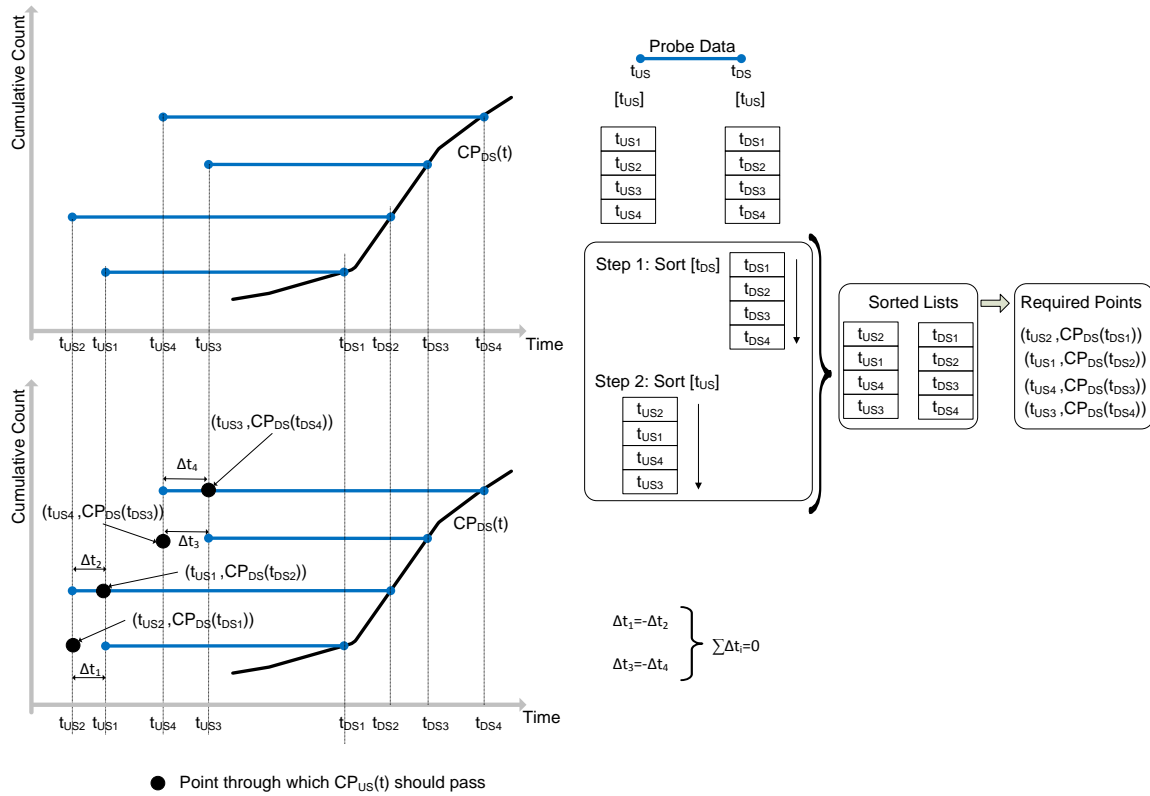 Cumulative Count
CP_DS(t)
t_US2 t_US1 t_US4 t_US3 t_DS1 t_DS2 t_DS3 t_DS4 Time
Cumulative Count
(t_US3 ,CP_DS(t_DS4))
Δt_4
(t_US4 ,CP_DS(t_DS3))
CP_DS(t)
Δt_3
Δt_2
(t_US1 ,CP_DS(t_DS2))
(t_US2 ,CP_DS(t_DS1))
Δt_1
t_US2 t_US1 t_US4 t_US3 t_DS1 t_DS2 t_DS3 t_DS4 Time
Point through which CP_US(t) should pass
Probe Data
t_US t_DS
[t_US] [t_US]
t_US1 t_DS1
t_US2 t_DS2
t_US3 t_DS3
t_US4 t_DS4
Step 1: Sort [t_DS]
t_DS1
t_DS2
t_DS3
t_DS4
Step 2: Sort [t_US]
t_US2
t_US1
t_US4
t_US3
Sorted Lists
t_US2 t_DS1
t_US1 t_DS2
t_US4 t_DS3
t_US3 t_DS4
Required Points
(t_US2 ,CP_DS(t_DS1))
(t_US1 ,CP_DS(t_DS2))
(t_US4 ,CP_DS(t_DS3))
(t_US3 ,CP_DS(t_DS4))
Δt_1=-Δt_2
Δt_3=-Δt_4
∑Δt_i=0